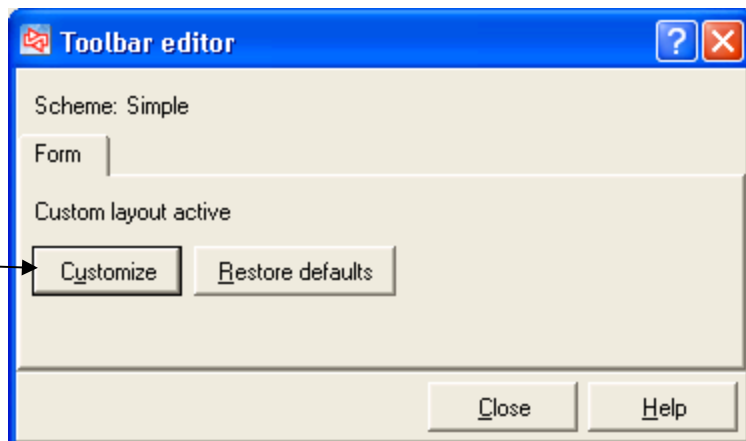 Toolbar editor ?
Scheme: Simple
Form
Custom layout active
Customize Restore defaults
Close Help